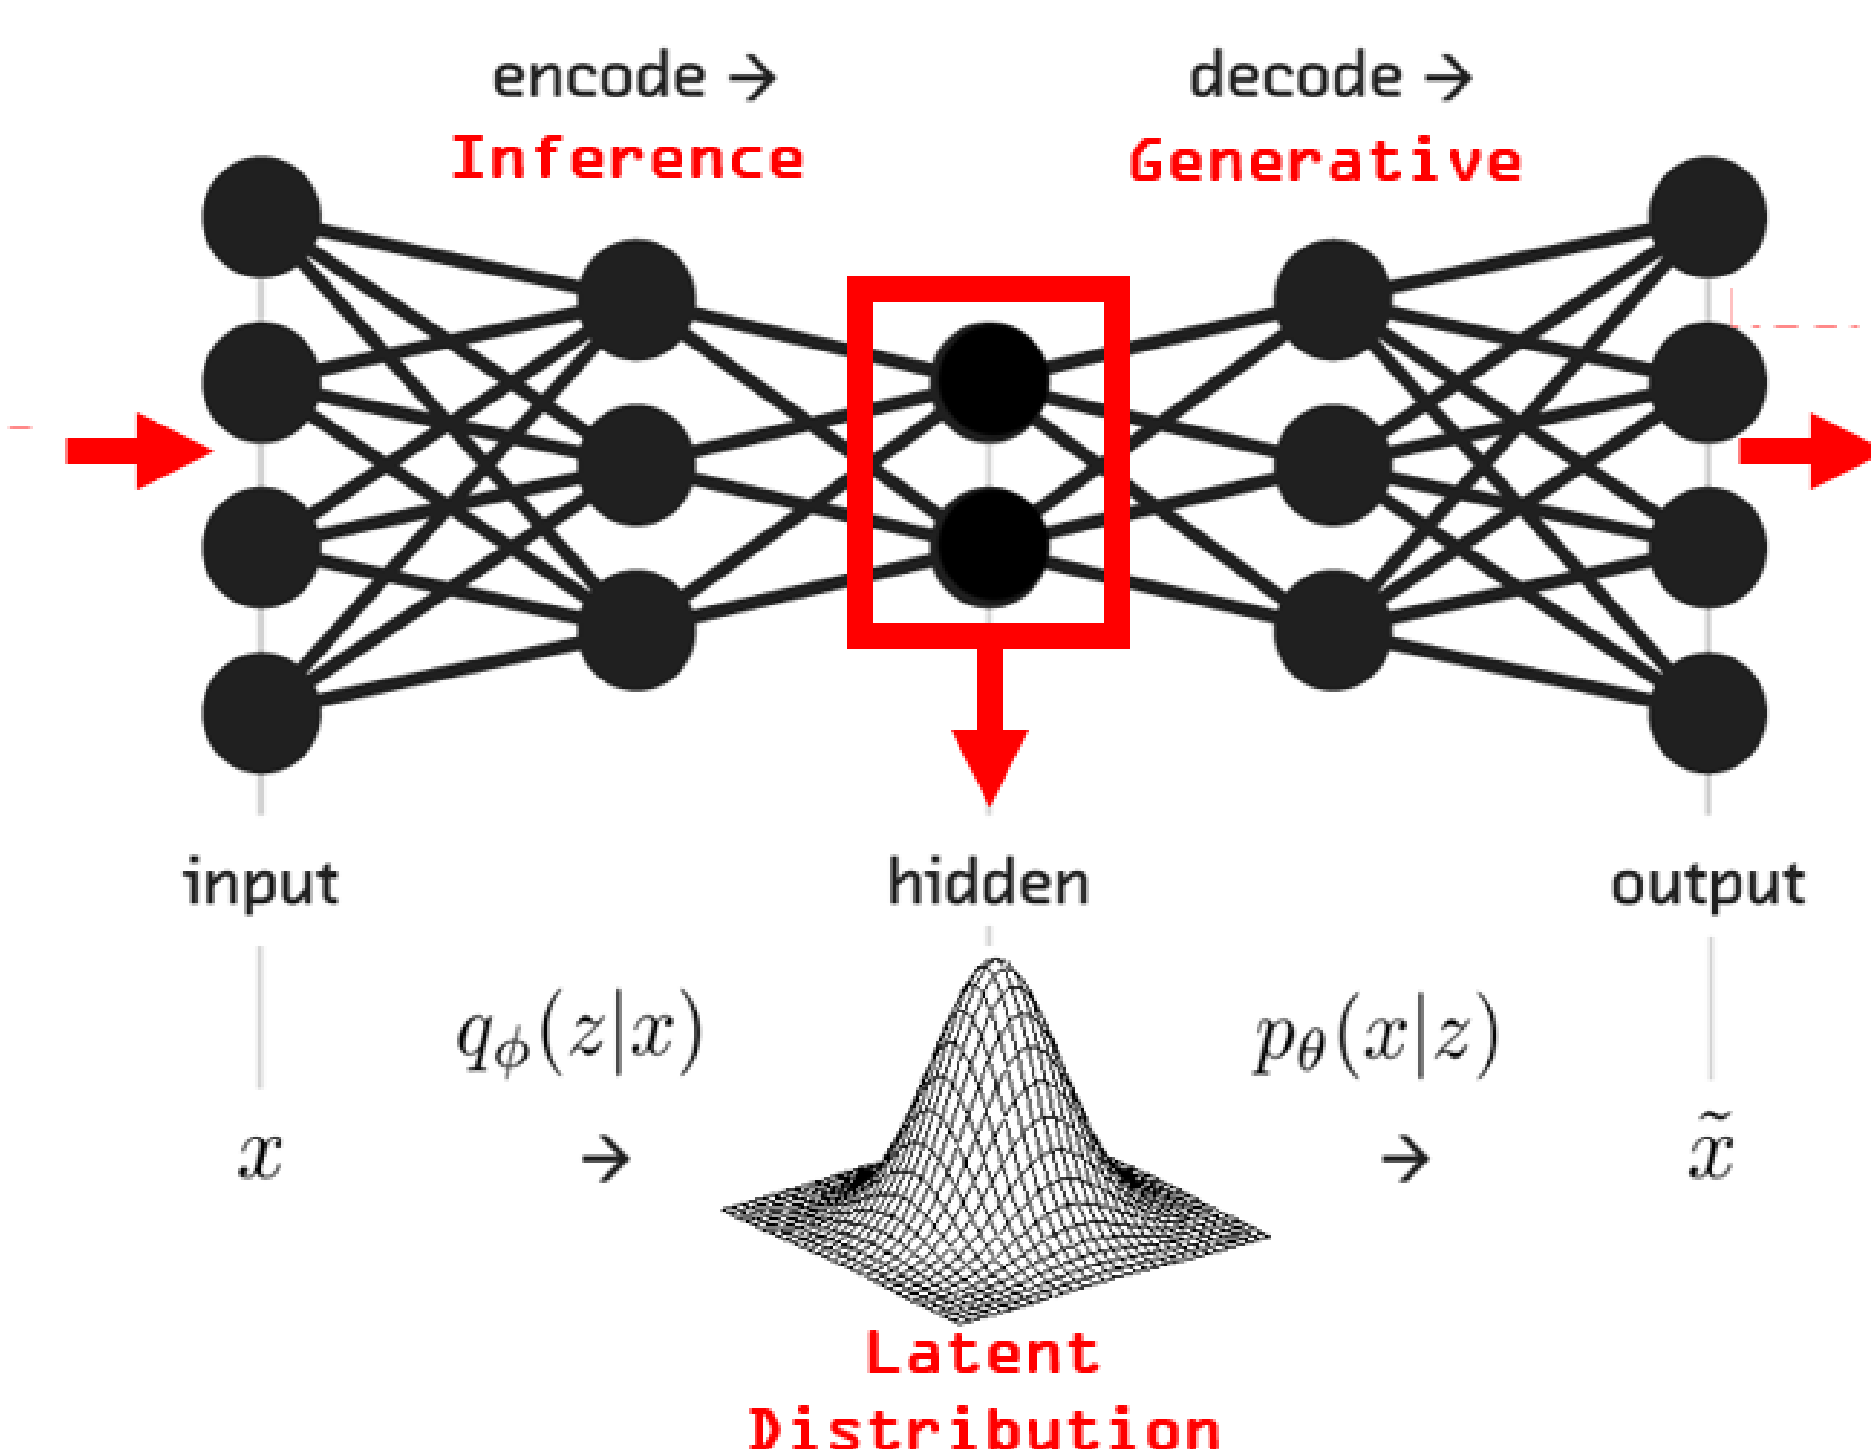 encode → decode →
Inference Generative
input hidden output
qϕ(z|x) pθ(x|z)
x → → x̃
Latent
Distribution